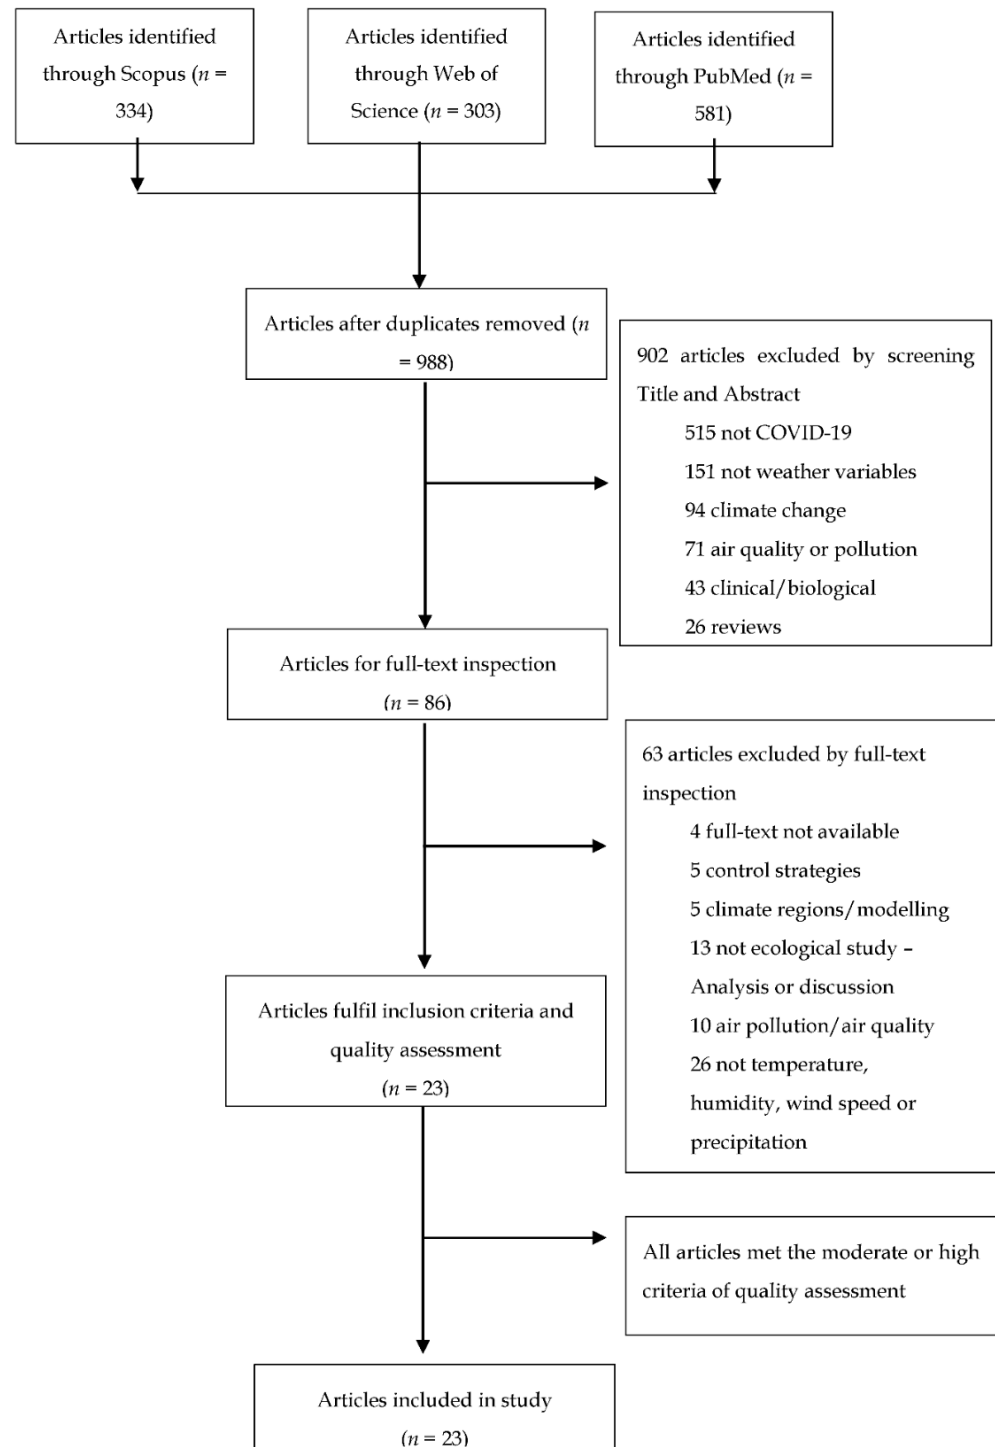 Articles identified
through Scopus (n =
334)
Articles identified
through Web of
Science (n = 303)
Articles identified
through PubMed (n =
581)
Articles after duplicates removed (n
= 988)
902 articles excluded by screening
Title and Abstract
515 not COVID-19
151 not weather variables
94 climate change
71 air quality or pollution
43 clinical/biological
26 reviews
Articles for full-text inspection
(n = 86)
63 articles excluded by full-text
inspection
4 full-text not available
5 control strategies
5 climate regions/modelling
13 not ecological study –
Analysis or discussion
10 air pollution/air quality
26 not temperature,
humidity, wind speed or
precipitation
Articles fulfil inclusion criteria and
quality assessment
(n = 23)
All articles met the moderate or high
criteria of quality assessment
Articles included in study
(n = 23)